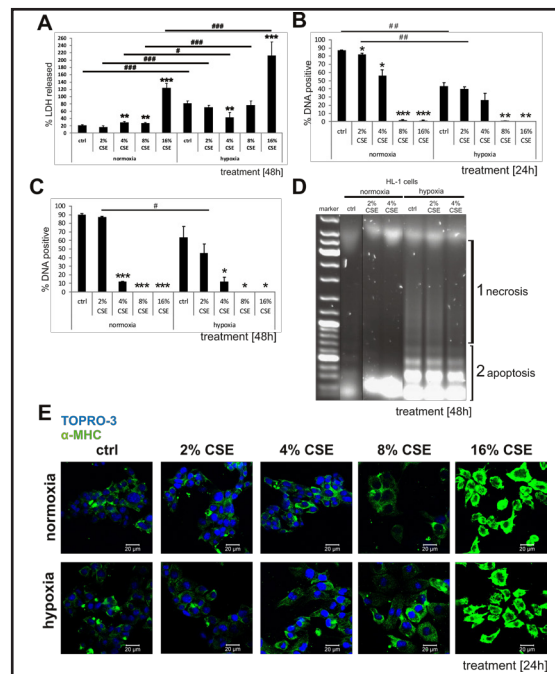 A
###
###
#
###
###
***
***
**
**
**
% LDH released
260
240
220
200
180
160
140
120
100
80
60
40
20
0
ctrl 2% CSE 4% CSE 8% CSE 16% CSE ctrl 2% CSE 4% CSE 8% CSE 16% CSE
normoxia hypoxia
treatment [48h]
B
##
##
* * *** *** ** **
% DNA positive
100
90
80
70
60
50
40
30
20
10
0
ctrl 2% CSE 4% CSE 8% CSE 16% CSE ctrl 2% CSE 4% CSE 8% CSE 16% CSE
normoxia hypoxia
treatment [24h]
C
#
*** *** *** * * *
% DNA positive
100
90
80
70
60
50
40
30
20
10
0
ctrl 2% CSE 4% CSE 8% CSE 16% CSE ctrl 2% CSE 4% CSE 8% CSE 16% CSE
normoxia hypoxia
treatment [48h]
D
HL-1 cells
normoxia hypoxia
marker ctrl 2% CSE 4% CSE ctrl 2% CSE 4% CSE
1 necrosis
2 apoptosis
treatment [48h]
E
TOPRO-3
α-MHC
ctrl 2% CSE 4% CSE 8% CSE 16% CSE
normoxia
20 µm 20 µm 20 µm 20 µm 20 µm
hypoxia
20 µm 20 µm 20 µm 20 µm 20 µm
treatment [24h]